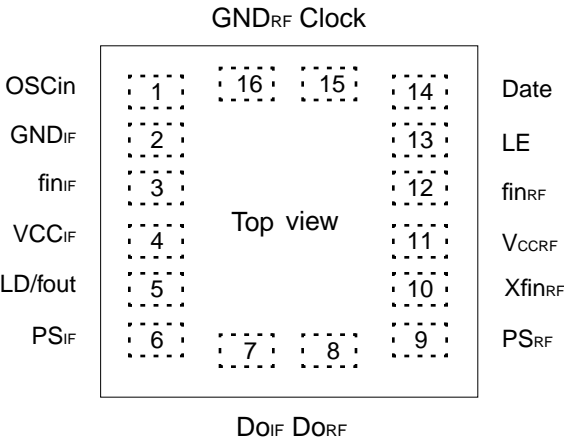 GNDRF Clock
OSCin 1 16 15 14 Date
GNDIF 2 13 LE
finIF 3 12 finRF
Top view
VCCIF 4 11 VCCRF
LD/fout 5 10 XfinRF
PSIF 6 7 8 9 PSRF
DoIF DoRF